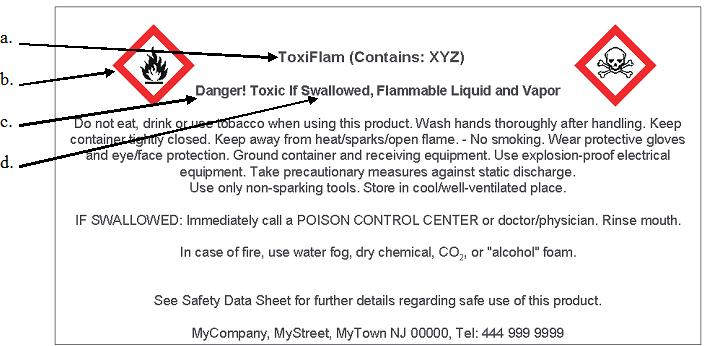 a.
ToxiFlam (Contains: XYZ)
b.
Danger! Toxic If Swallowed, Flammable Liquid and Vapor
c.
Do not eat, drink or use tobacco when using this product. Wash hands thoroughly after handling. Keep
container tightly closed. Keep away from heat/sparks/open flame. - No smoking. Wear protective gloves
d.
and eye/face protection. Ground container and receiving equipment. Use explosion-proof electrical
equipment. Take precautionary measures against static discharge.
Use only non-sparking tools. Store in cool/well-ventilated place.
IF SWALLOWED: Immediately call a POISON CONTROL CENTER or doctor/physician. Rinse mouth.
In case of fire, use water fog, dry chemical, CO₂, or "alcohol" foam.
See Safety Data Sheet for further details regarding safe use of this product.
MyCompany, MyStreet, MyTown NJ 00000, Tel: 444 999 9999